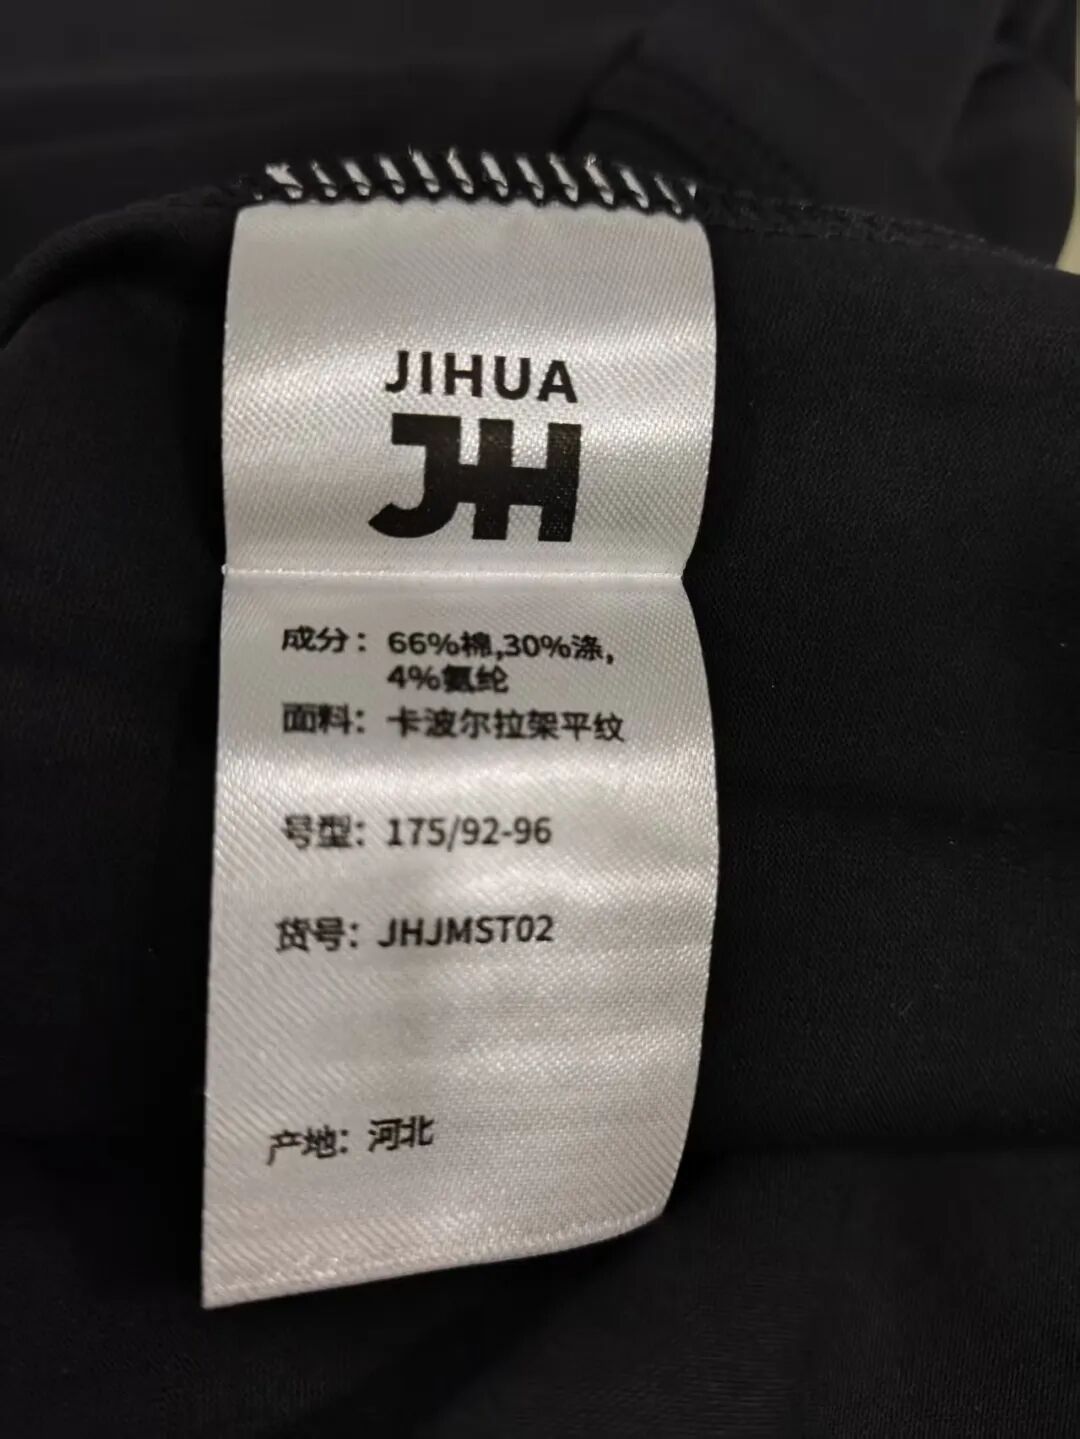 JIHUA
JH
成分：66%棉,30%涤,
4%氨纶
面料：卡波尔拉架平纹
号型：175/92-96
货号：JHJMST02
产地：河北